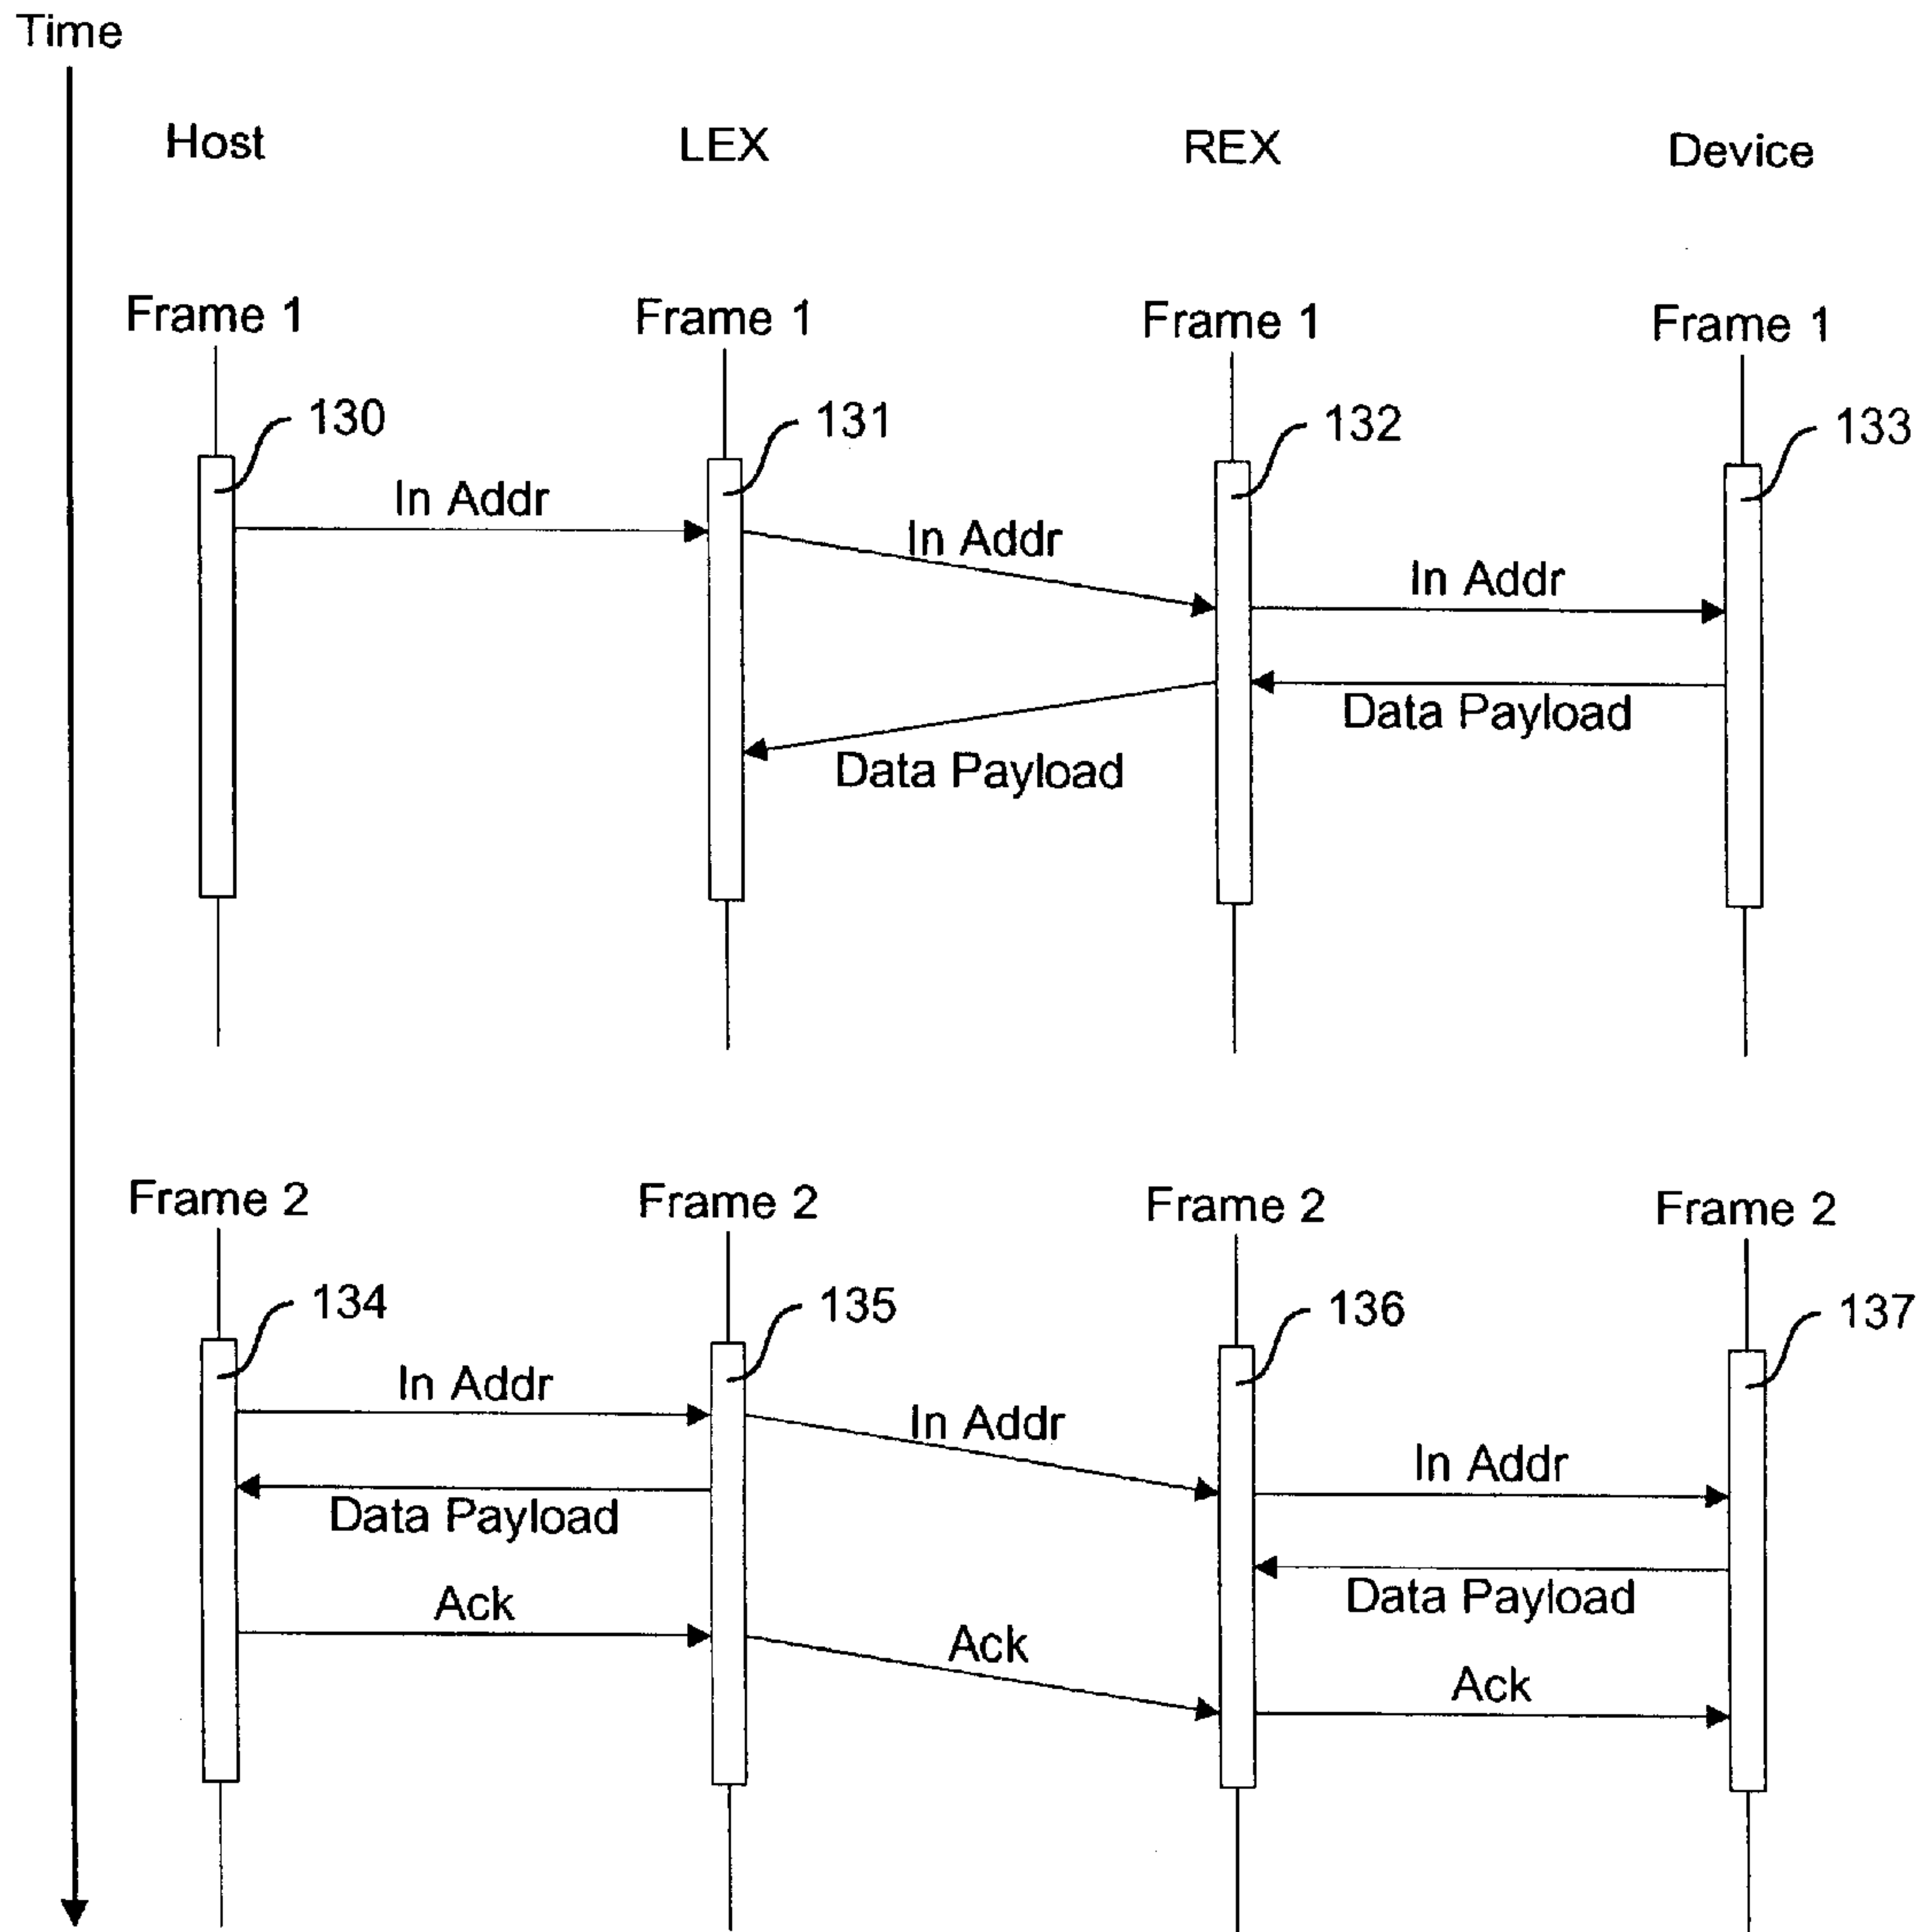 Time
Host LEX REX Device
Frame 1 Frame 1 Frame 1 Frame 1
130 131 132 133
In Addr
In Addr
In Addr
Data Payload
Data Payload
Frame 2 Frame 2 Frame 2 Frame 2
134 135 136 137
In Addr
In Addr
In Addr
Data Payload
Data Payload
Ack
Ack
Ack